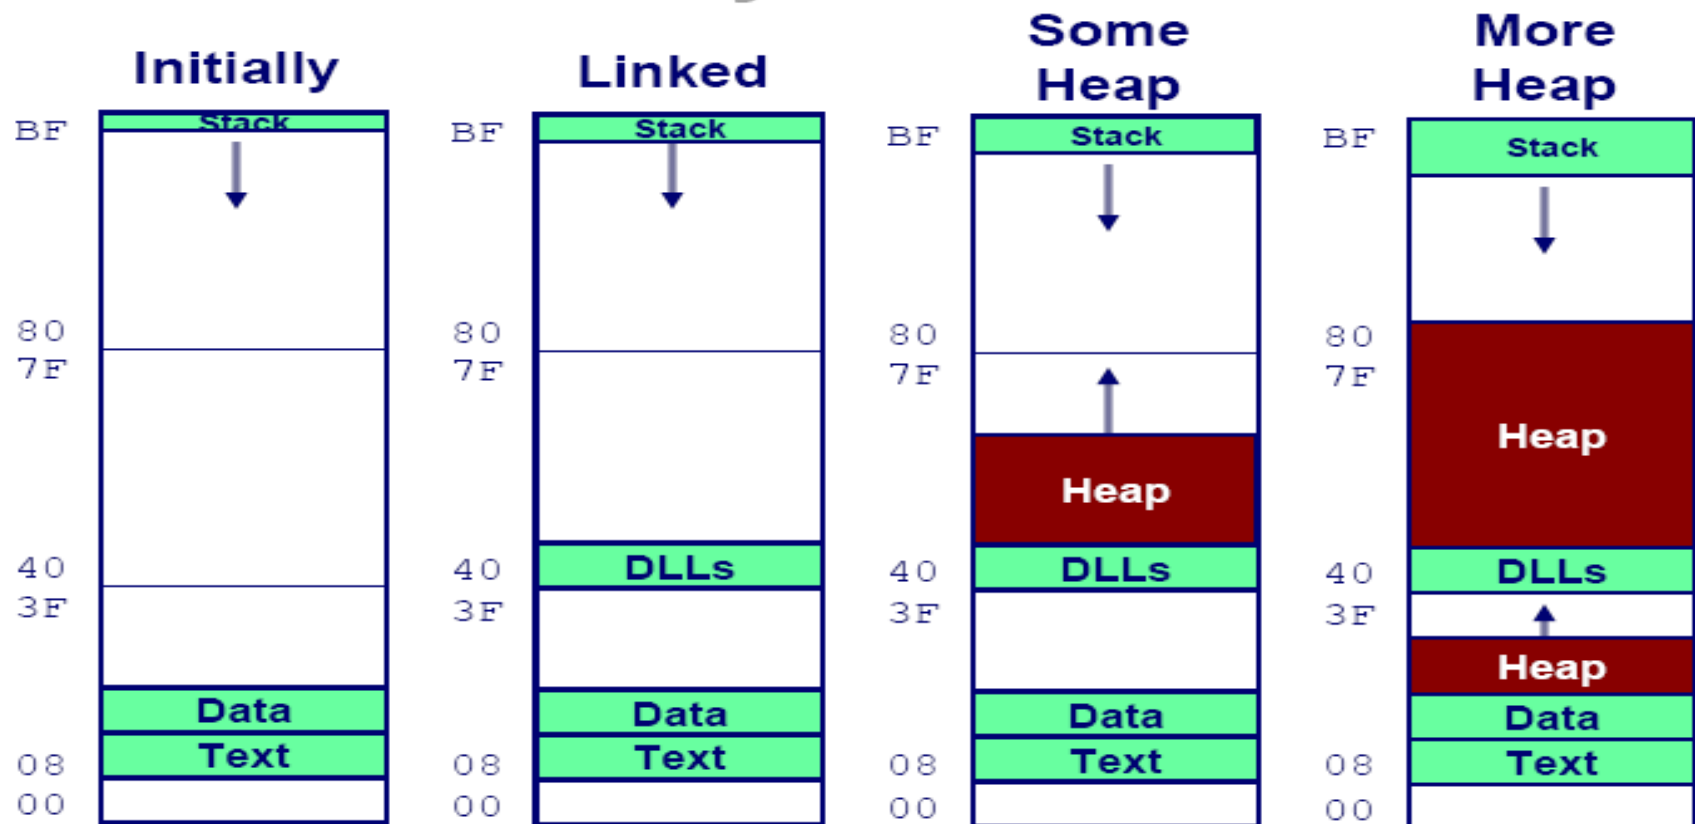 Initially
BF
Stack
80
7F
40
3F
Data
Text
08
00
Linked
BF
Stack
80
7F
DLLs
40
3F
Data
Text
08
00
Some
Heap
BF
Stack
80
7F
Heap
DLLs
40
3F
Data
Text
08
00
More
Heap
BF
Stack
80
7F
Heap
DLLs
40
3F
Heap
Data
Text
08
00